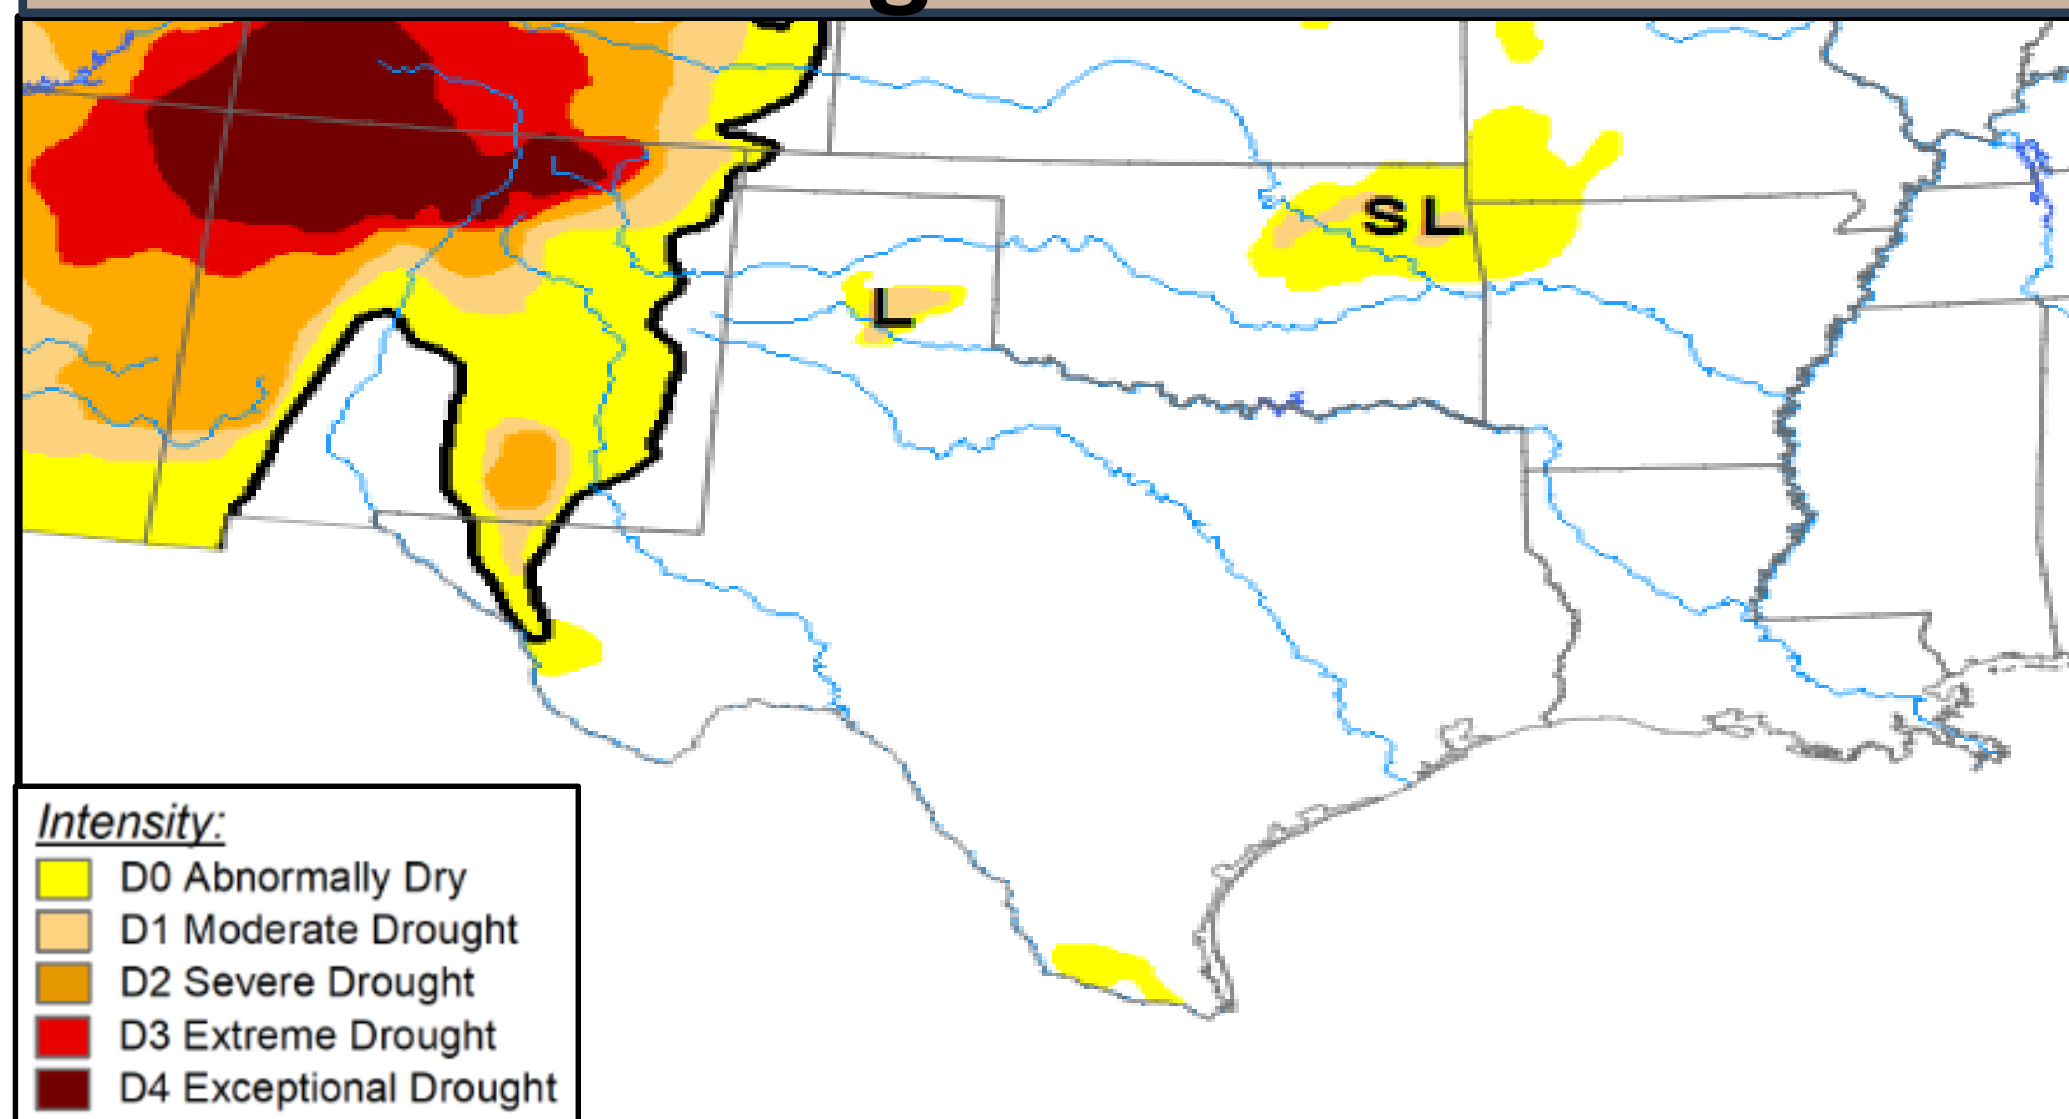 SL
L
Intensity:
D0 Abnormally Dry
D1 Moderate Drought
D2 Severe Drought
D3 Extreme Drought
D4 Exceptional Drought